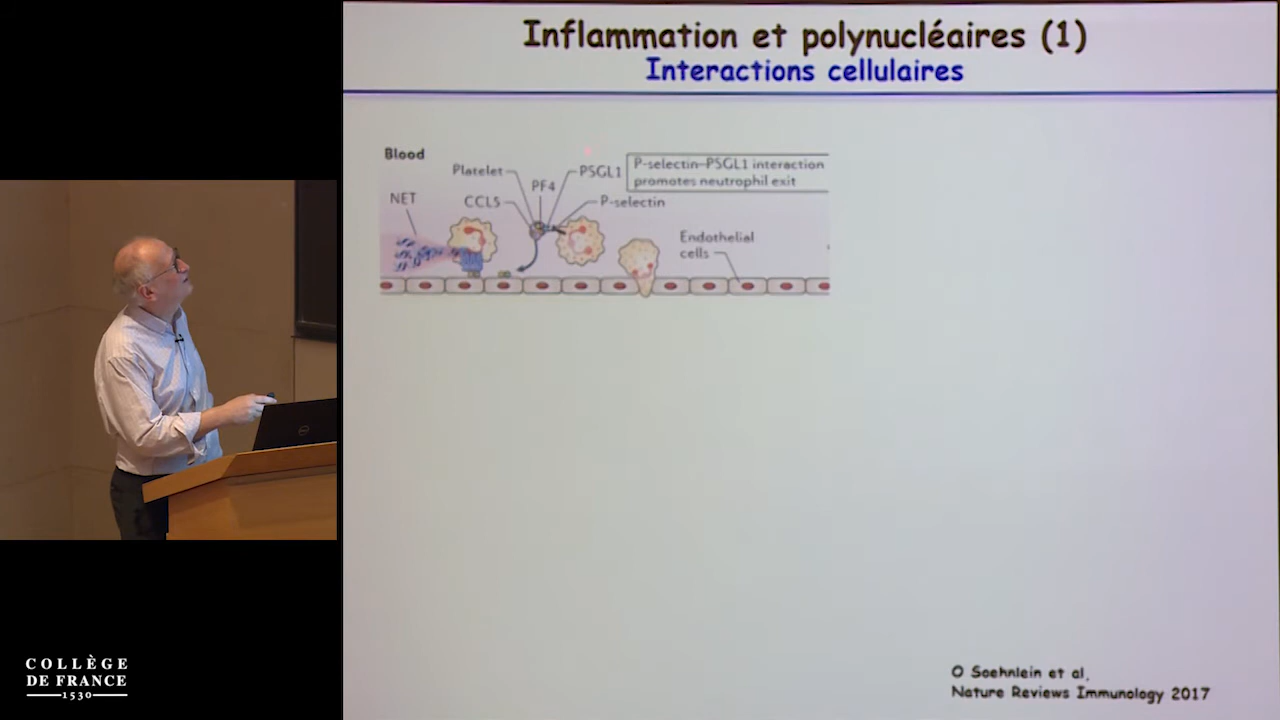 Inflammation et polynucléaires (1)
Interactions cellulaires
Blood
Platelet
PSGL1
P-selectin–PSGL1 interaction
promotes neutrophil exit
PF4
NET
CCL5
P-selectin
Endothelial
cells
O Soehnlein et al,
Nature Reviews Immunology 2017
COLLÈGE
DE FRANCE
1530